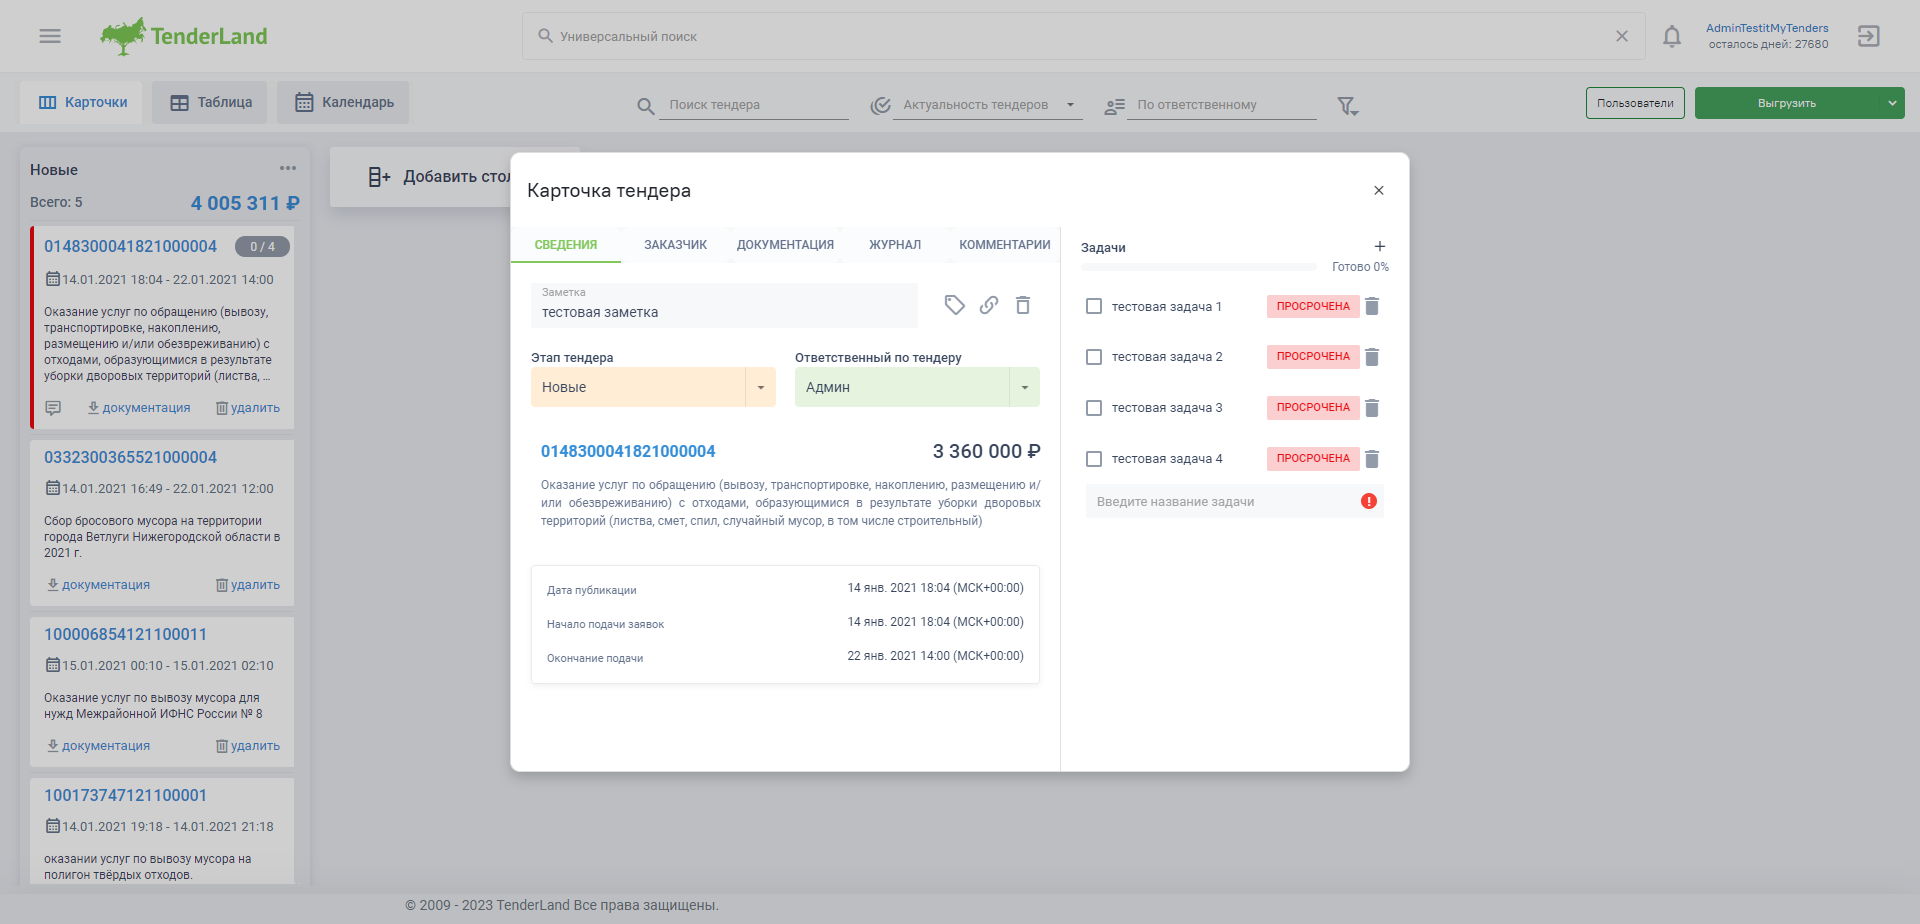 TenderLand
Универсальный поиск
AdminTestitMyTenders
осталось дней: 27680
Карточки
Таблица
Календарь
Поиск тендера
Актуальность тендеров
По ответственному
Пользователи
Выгрузить
Новые
Всего: 5
4 005 311 ₽
0148300041821000004
0 / 4
14.01.2021 18:04 - 22.01.2021 14:00
Оказание услуг по обращению (вывозу,
транспортировке, накоплению,
размещению и/или обезвреживанию) с
отходами, образующимися в результате
уборки дворовых территорий (листва, ...
документация
удалить
0332300365521000004
14.01.2021 16:49 - 22.01.2021 12:00
Сбор бросового мусора на территории
города Ветлуги Нижегородской области в
2021 г.
документация
удалить
100006854121100011
15.01.2021 00:10 - 15.01.2021 02:10
Оказание услуг по вывозу мусора для
нужд Межрайонной ИФНС России № 8
документация
удалить
100173747121100001
14.01.2021 19:18 - 14.01.2021 21:18
оказании услуг по вывозу мусора на
полигон твёрдых отходов.
Добавить стол
Карточка тендера
СВЕДЕНИЯ
ЗАКАЗЧИК
ДОКУМЕНТАЦИЯ
ЖУРНАЛ
КОММЕНТАРИИ
Заметка
тестовая заметка
Этап тендера
Новые
Ответственный по тендеру
Админ
0148300041821000004
3 360 000 ₽
Оказание услуг по обращению (вывозу, транспортировке, накоплению, размещению и/
или обезвреживанию) с отходами, образующимися в результате уборки дворовых
территорий (листва, смет, спил, случайный мусор, в том числе строительный)
Дата публикации
14 янв. 2021 18:04 (МСК+00:00)
Начало подачи заявок
14 янв. 2021 18:04 (МСК+00:00)
Окончание подачи
22 янв. 2021 14:00 (МСК+00:00)
Задачи
Готово 0%
тестовая задача 1
ПРОСРОЧЕНА
тестовая задача 2
ПРОСРОЧЕНА
тестовая задача 3
ПРОСРОЧЕНА
тестовая задача 4
ПРОСРОЧЕНА
Введите название задачи
© 2009 - 2023 TenderLand Все права защищены.